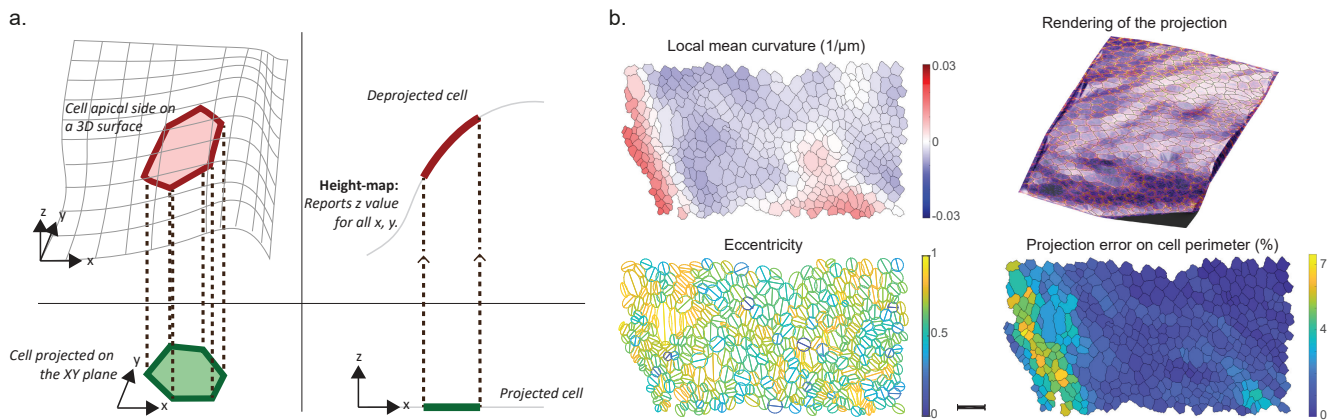 a.
Cell apical side on
a 3D surface
z
y
x
Cell projected on
the XY plane
y
x
Deprojected cell
Height-map:
Reports z value
for all x, y.
z
x
Projected cell
b.
Local mean curvature (1/µm)
0.03
0
-0.03
Rendering of the projection
Eccentricity
1
0.5
0
Projection error on cell perimeter (%)
7
4
0